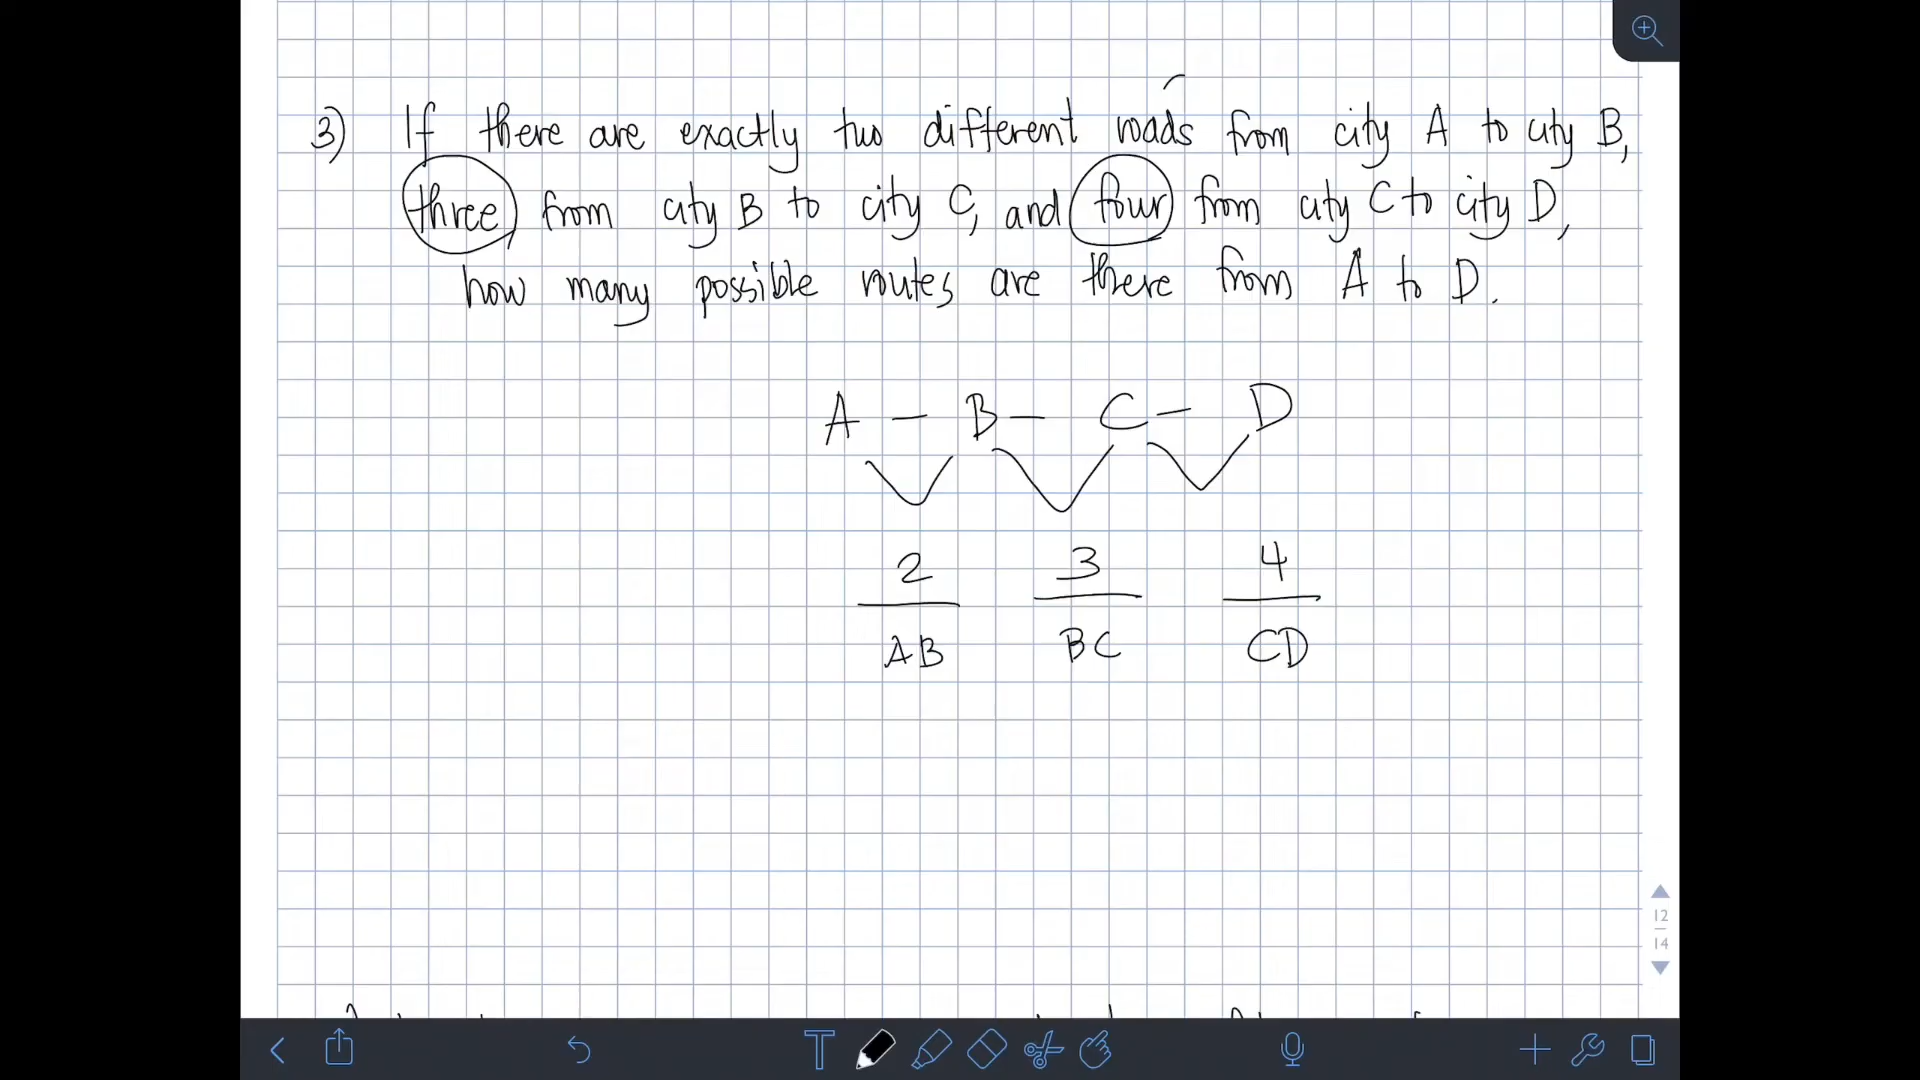 3) If there are exactly two different roads from city A to city B,
three from city B to city C, and four from city C to city D,
how many possible routes are there from A to D.
A - B - C - D
2 3 4
AB BC CD
12
14
T